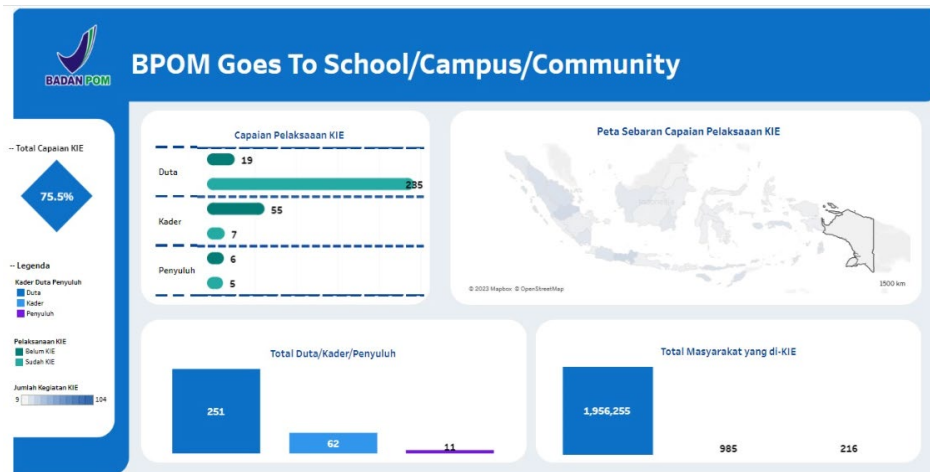 BADAN POM
BPOM Goes To School/Campus/Community
-- Total Capaian KIE
75.5%
-- Legenda
Kader Duta Penyuluh
Duta
Kader
Penyuluh
Pelaksanaan KIE
Belum KIE
Sudah KIE
Jumlah Kegiatan KIE
9 104
Capaian Pelaksaaan KIE
Duta
19
235
Kader
55
7
Penyuluh
6
5
Peta Sebaran Capaian Pelaksaaan KIE
© 2023 Mapbox © OpenStreetMap
1500 km
Total Duta/Kader/Penyuluh
251
62
11
Total Masyarakat yang di-KIE
1,956,255
985
216